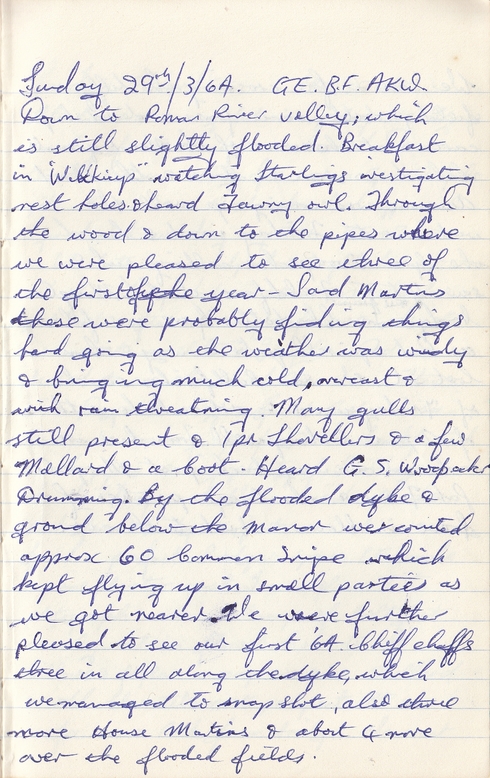 Sunday 29th/3/64. GE. B.F. AKW.
Down to Roman River valley; which
is still slightly flooded. Breakfast
in "Wikkiup" watching Starlings investigating
nest holes. & heard Tawny owl. Through
the wood & down to the pipes where
we were pleased to see three of
the first of the year - Sand Martins
these were probably finding things
hard going as the weather was windy
& bringing much cold, overcast &
with rain threatning. Many gulls
still present & 1pr Shovellers & a few
Mallard & a Coot. Heard G.S. Woodpecker
Drumming. By the flooded dyke &
ground below the Manor we counted
approx 60 Common Snipe which
kept flying up in small parties as
we got nearer. We were further
pleased to see our first '64 Chiffchaffs
three in all along the dyke, which
we managed to snap shot, also three
more House Martins & about 4 more
over the flooded fields.